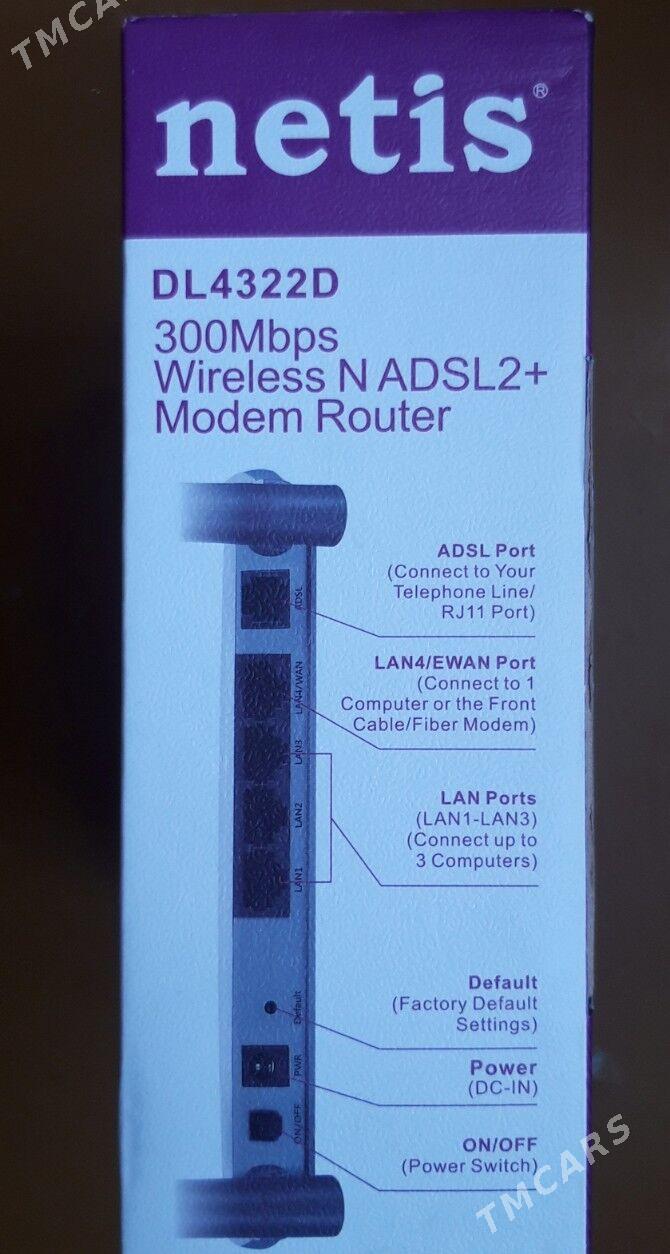 TMCARS
netis®
DL4322D
300Mbps
Wireless N ADSL2+
Modem Router
ADSL Port
(Connect to Your
Telephone Line/
RJ11 Port)
ADSL
LAN4/EWAN Port
(Connect to 1
Computer or the Front
Cable/Fiber Modem)
LAN4/WAN
LAN3
LAN Ports
(LAN1-LAN3)
(Connect up to
3 Computers)
LAN2
LAN1
Default
(Factory Default
Settings)
Default
Power
(DC-IN)
PWR
ON/OFF
(Power Switch)
ON/OFF
TMCARS